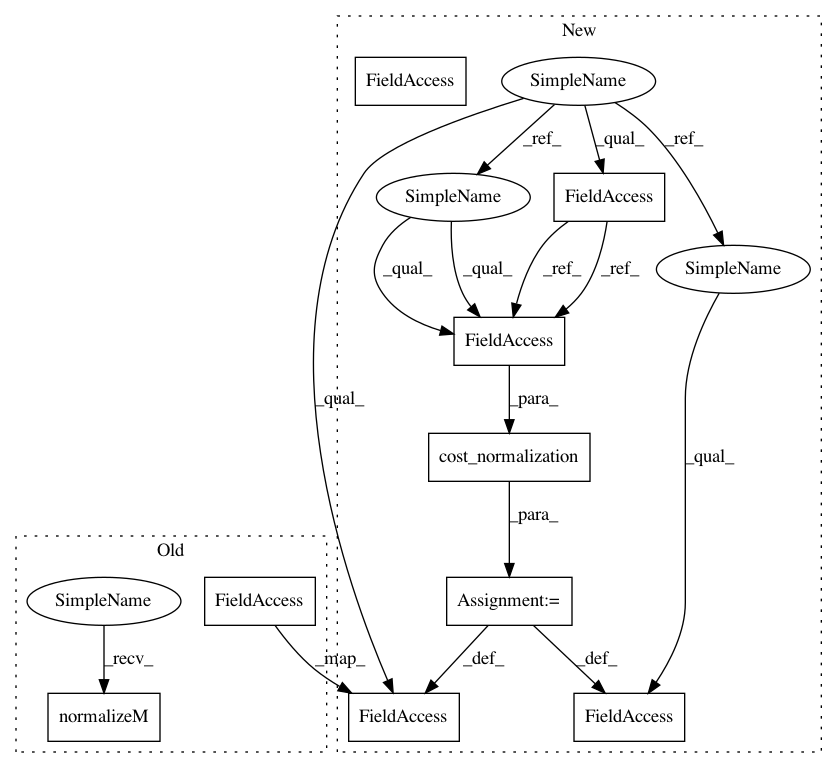 New
FieldAccess
SimpleName
_ref_
_qual_
_ref_
SimpleName
FieldAccess
SimpleName
_qual_
_qual_
_ref_
_ref_
FieldAccess
_qual_
_para_
cost_normalization
_qual_
_para_
Old
SimpleName
FieldAccess
Assignment:=
_recv_
_map_
_def_
_def_
normalizeM
FieldAccess
FieldAccess